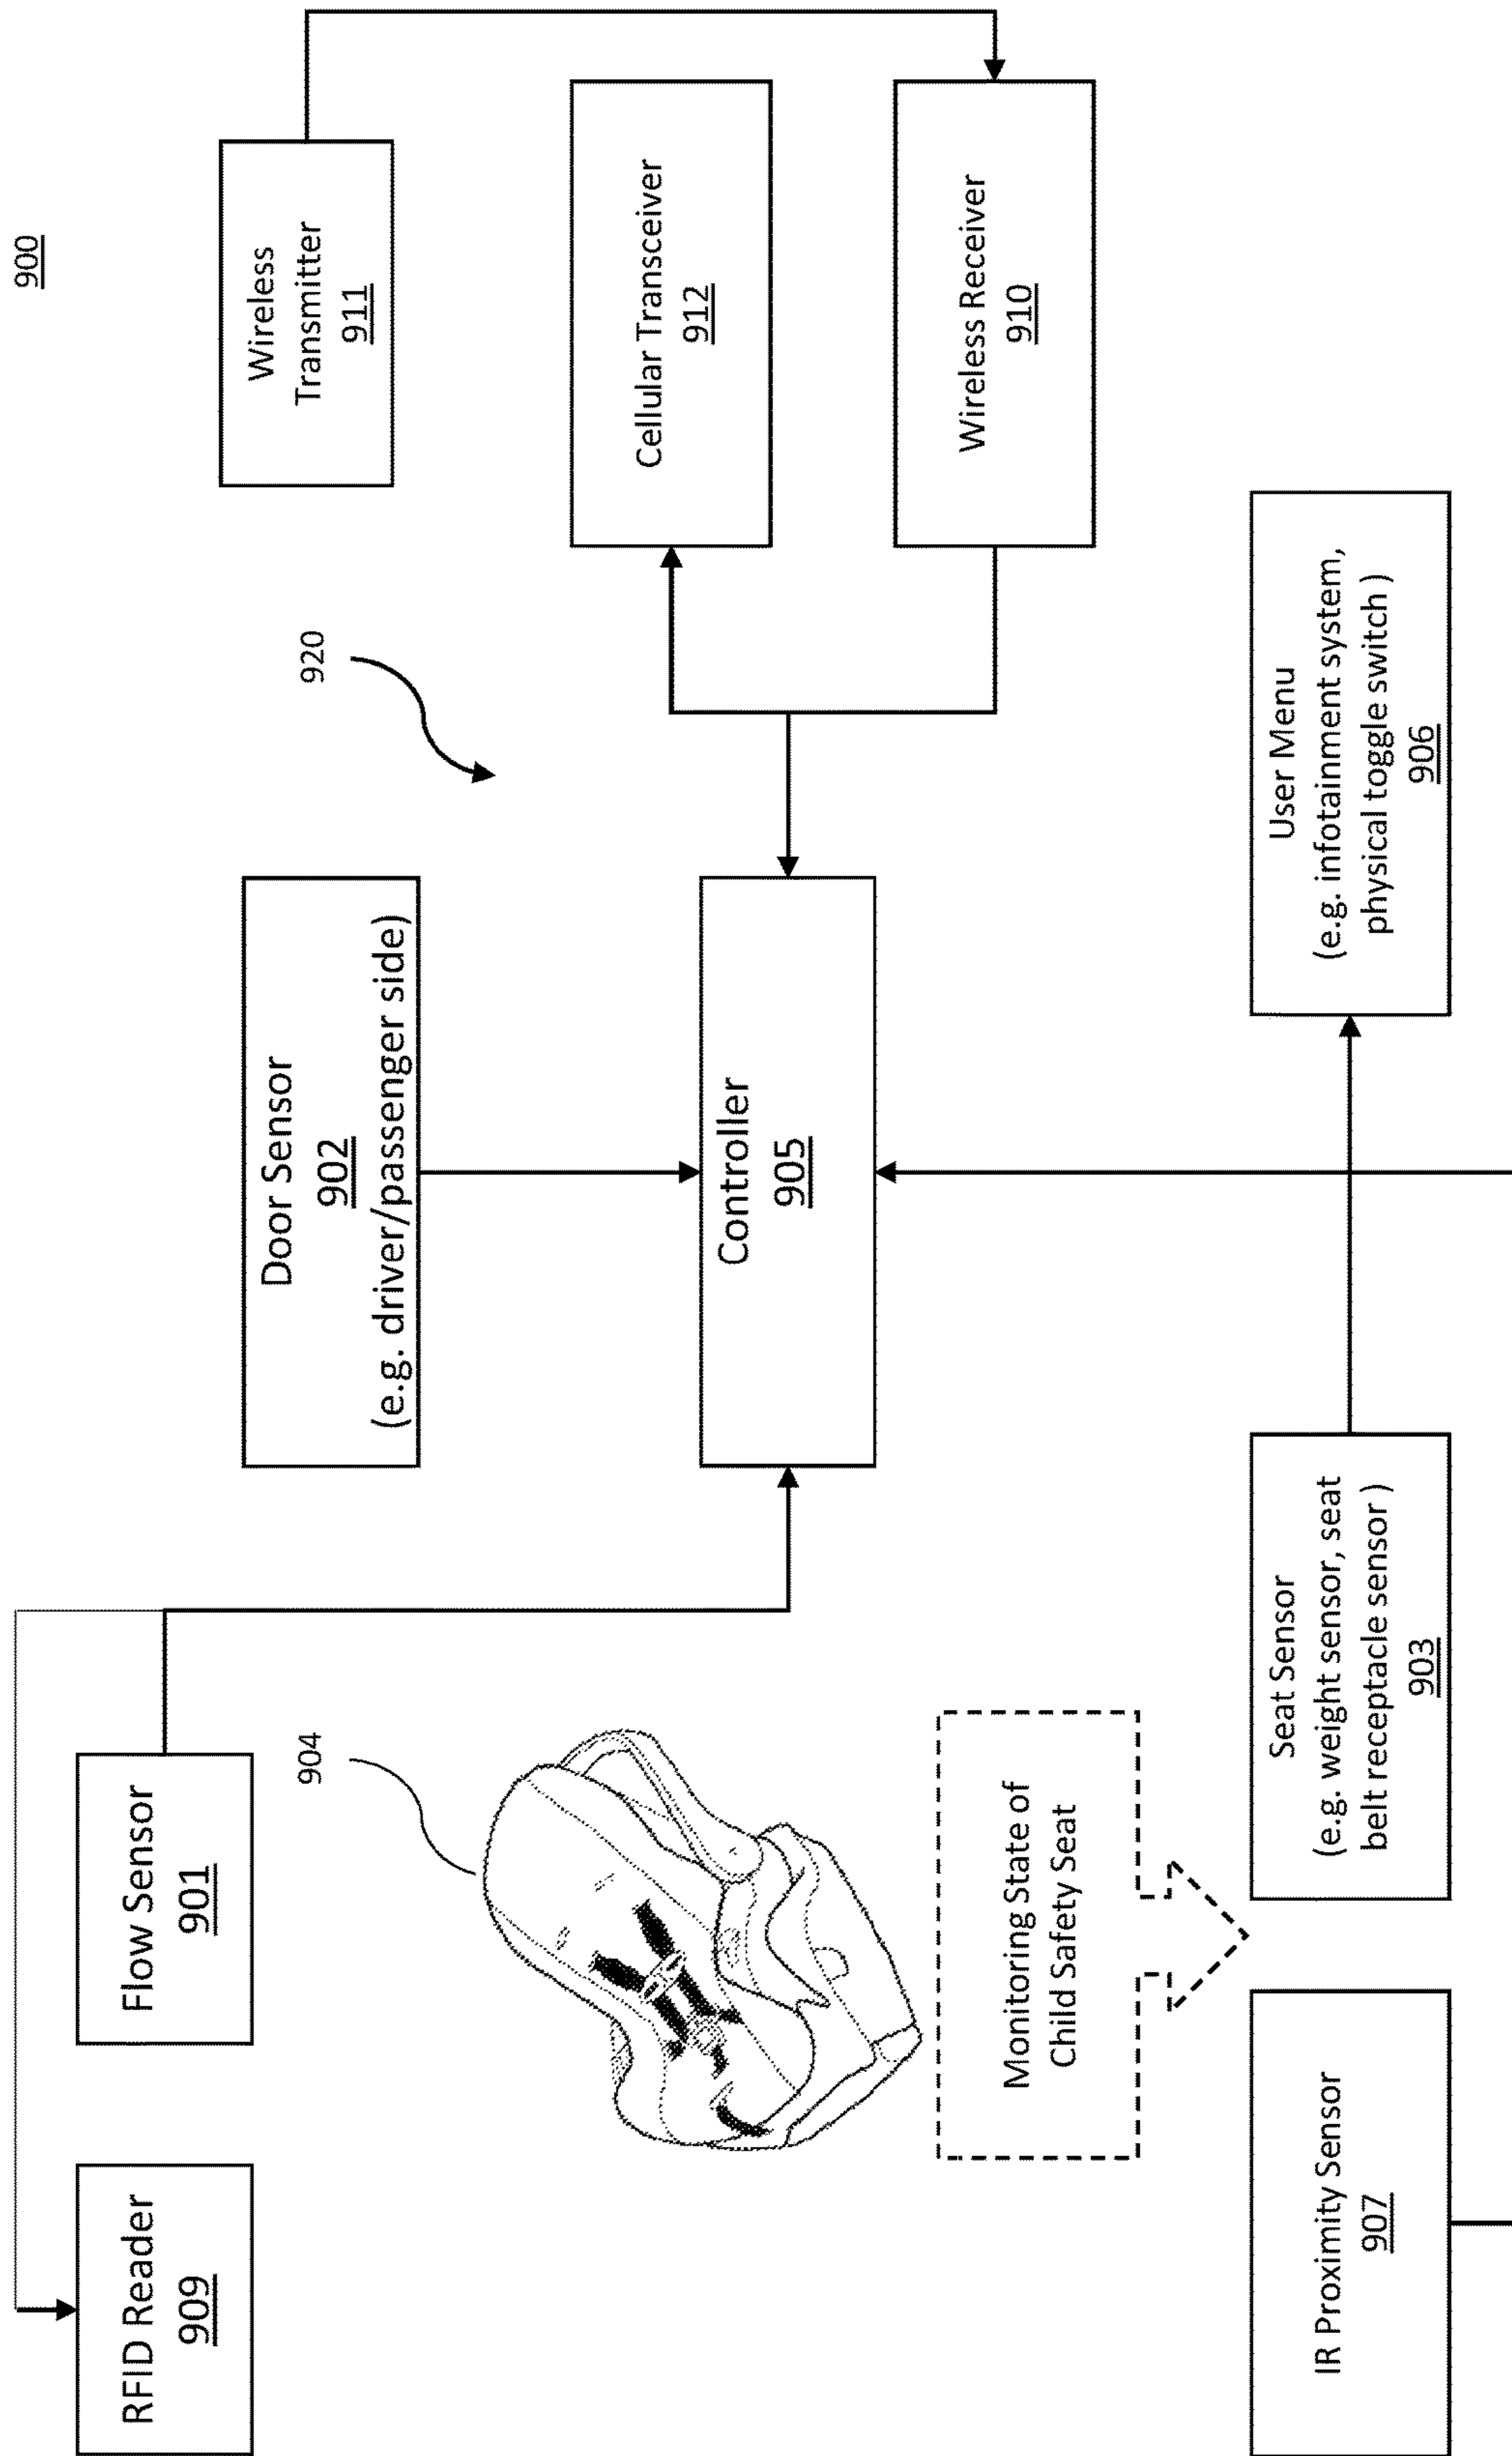 900
RFID Reader
909
Flow Sensor
901
Door Sensor
902
(e.g. driver/passenger side)
Wireless
Transmitter
911
904
920
Cellular Transceiver
912
Controller
905
Wireless Receiver
910
Monitoring State of
Child Safety Seat
IR Proximity Sensor
907
Seat Sensor
(e.g. weight sensor, seat
belt receptacle sensor )
903
User Menu
(e.g. infotainment system,
physical toggle switch )
906